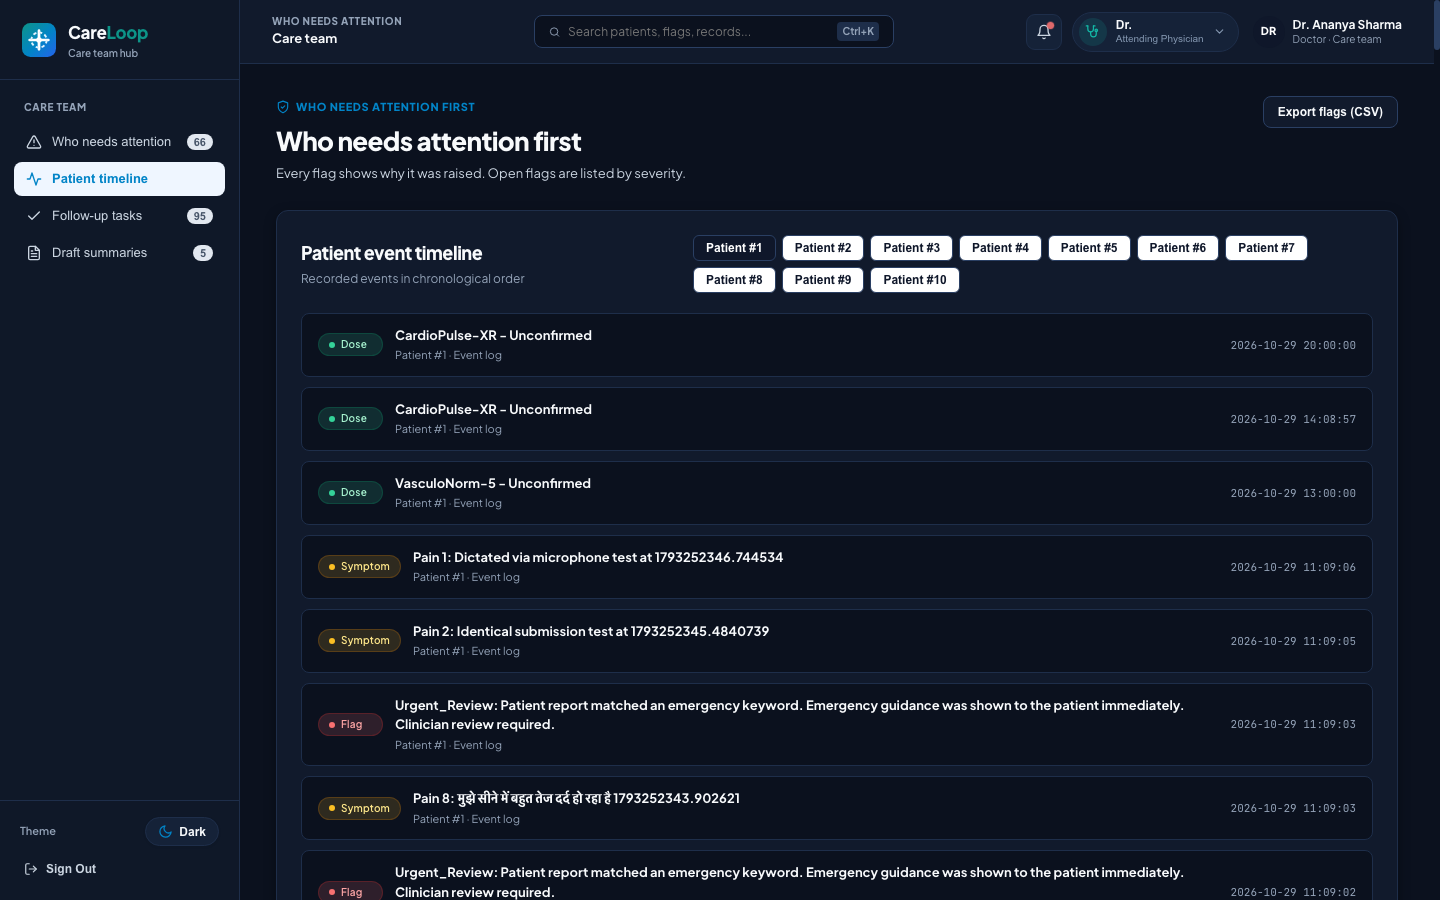 CareLoop
Care team hub
CARE TEAM
Who needs attention 66
Patient timeline
Follow-up tasks 95
Draft summaries 5
Theme
Dark
Sign Out
WHO NEEDS ATTENTION
Care team
Search patients, flags, records...
Ctrl+K
Dr.
Attending Physician
DR
Dr. Ananya Sharma
Doctor · Care team
WHO NEEDS ATTENTION FIRST
Who needs attention first
Every flag shows why it was raised. Open flags are listed by severity.
Export flags (CSV)
Patient event timeline
Recorded events in chronological order
Patient #1 Patient #2 Patient #3 Patient #4 Patient #5 Patient #6 Patient #7
Patient #8 Patient #9 Patient #10
Dose
CardioPulse-XR - Unconfirmed
Patient #1 · Event log
2026-10-29 20:00:00
Dose
CardioPulse-XR - Unconfirmed
Patient #1 · Event log
2026-10-29 14:08:57
Dose
VasculoNorm-5 - Unconfirmed
Patient #1 · Event log
2026-10-29 13:00:00
Symptom
Pain 1: Dictated via microphone test at 1793252346.744534
Patient #1 · Event log
2026-10-29 11:09:06
Symptom
Pain 2: Identical submission test at 1793252345.4840739
Patient #1 · Event log
2026-10-29 11:09:05
Flag
Urgent_Review: Patient report matched an emergency keyword. Emergency guidance was shown to the patient immediately.
Clinician review required.
Patient #1 · Event log
2026-10-29 11:09:03
Symptom
Pain 8: मुझे सीने में बहुत तेज दर्द हो रहा है 1793252343.902621
Patient #1 · Event log
2026-10-29 11:09:03
Flag
Urgent_Review: Patient report matched an emergency keyword. Emergency guidance was shown to the patient immediately.
Clinician review required.
2026-10-29 11:09:02